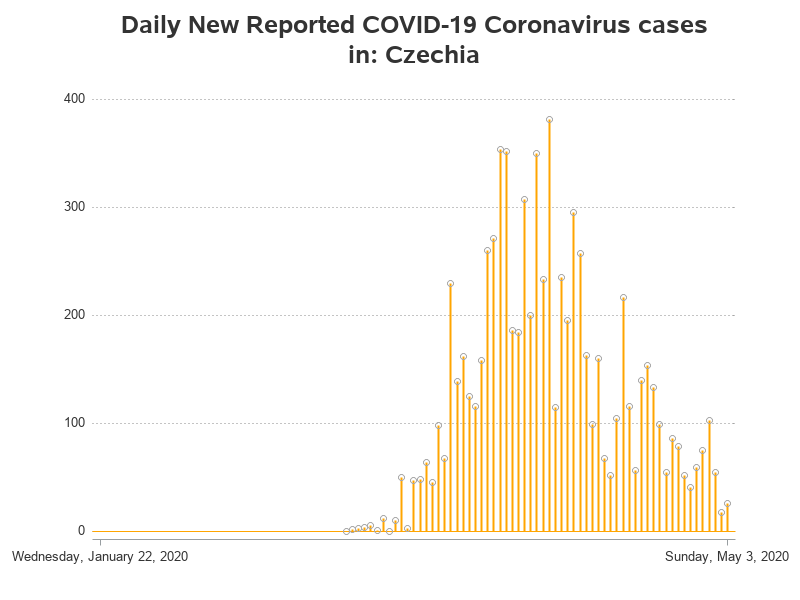 Daily New Reported COVID-19 Coronavirus cases
in: Czechia
400
300
200
100
0
Wednesday, January 22, 2020
Sunday, May 3, 2020